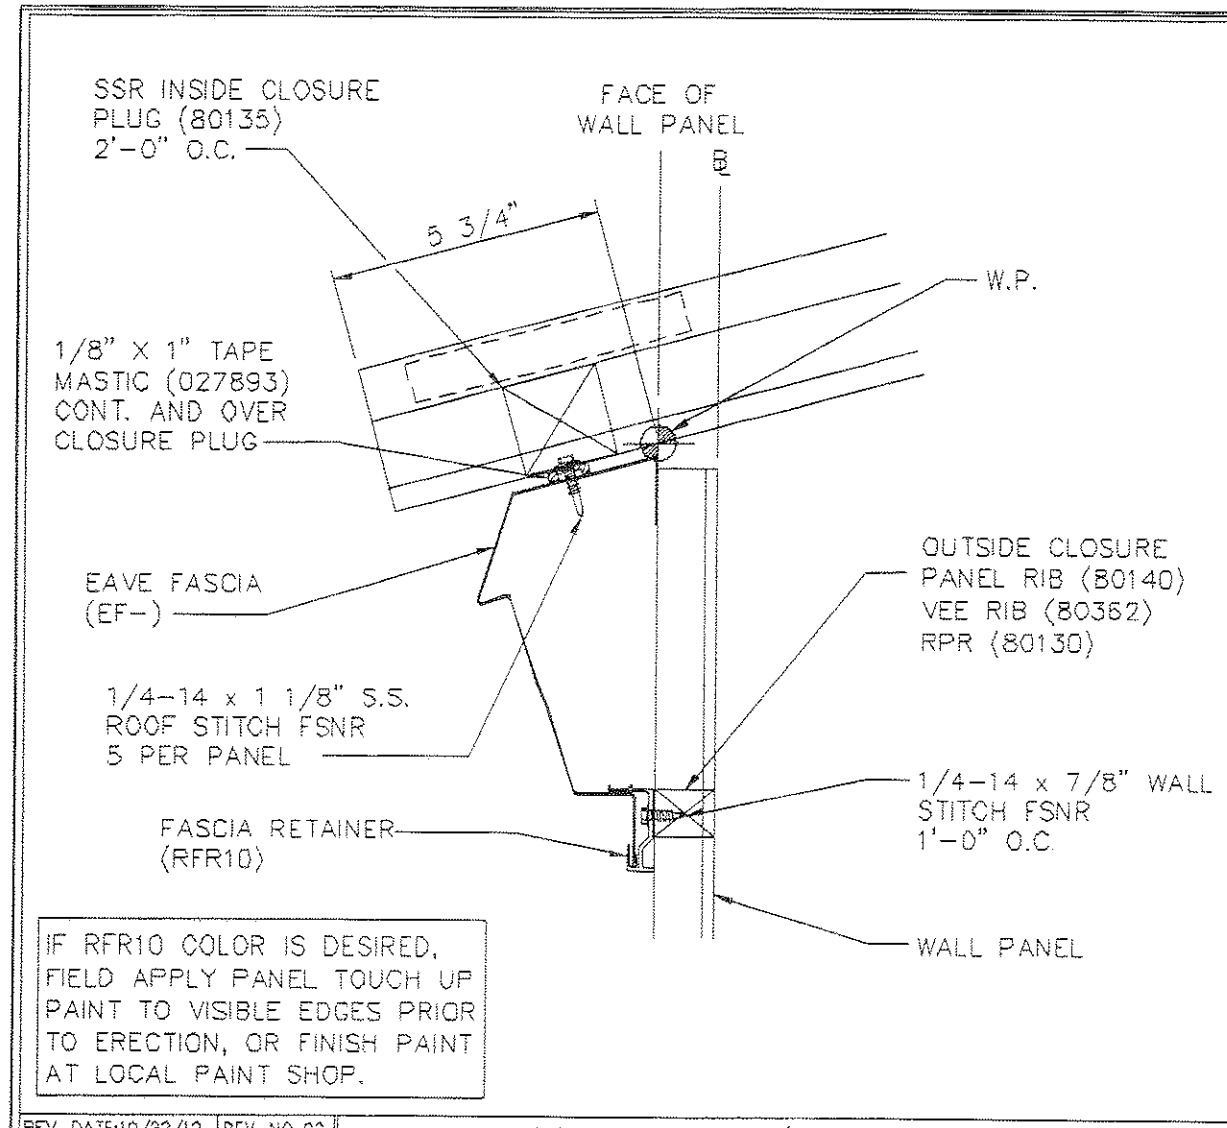 SSR INSIDE CLOSURE
PLUG (80135)
2'-0" O.C.
FACE OF
WALL PANEL
5 3/4"
W.P.
1/8" X 1" TAPE
MASTIC (027893)
CONT. AND OVER
CLOSURE PLUG
EAVE FASCIA
(EF-)
OUTSIDE CLOSURE
PANEL RIB (80140)
VEE RIB (80362)
RPR (80130)
1/4-14 x 1 1/8" S.S.
ROOF STITCH FSNR
5 PER PANEL
1/4-14 x 7/8" WALL
STITCH FSNR
1'-0" O.C.
FASCIA RETAINER
(RFR10)
WALL PANEL
IF RFR10 COLOR IS DESIRED,
FIELD APPLY PANEL TOUCH UP
PAINT TO VISIBLE EDGES PRIOR
TO ERECTION, OR FINISH PAINT
AT LOCAL PAINT SHOP.